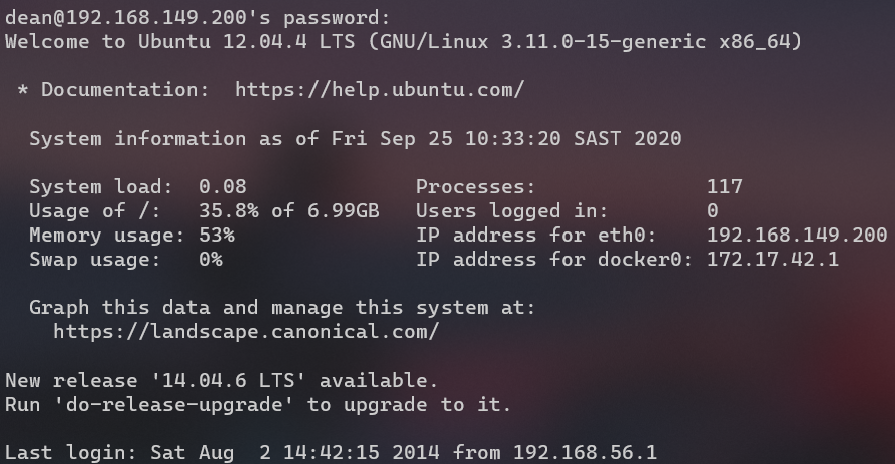 dean@192.168.149.200's password:
Welcome to Ubuntu 12.04.4 LTS (GNU/Linux 3.11.0-15-generic x86_64)
* Documentation:  https://help.ubuntu.com/
System information as of Fri Sep 25 10:33:20 SAST 2020
System load:  0.08              Processes:              117
Usage of /:   35.8% of 6.99GB   Users logged in:        0
Memory usage: 53%               IP address for eth0:    192.168.149.200
Swap usage:   0%                IP address for docker0: 172.17.42.1
Graph this data and manage this system at:
https://landscape.canonical.com/
New release '14.04.6 LTS' available.
Run 'do-release-upgrade' to upgrade to it.
Last login: Sat Aug  2 14:42:15 2014 from 192.168.56.1